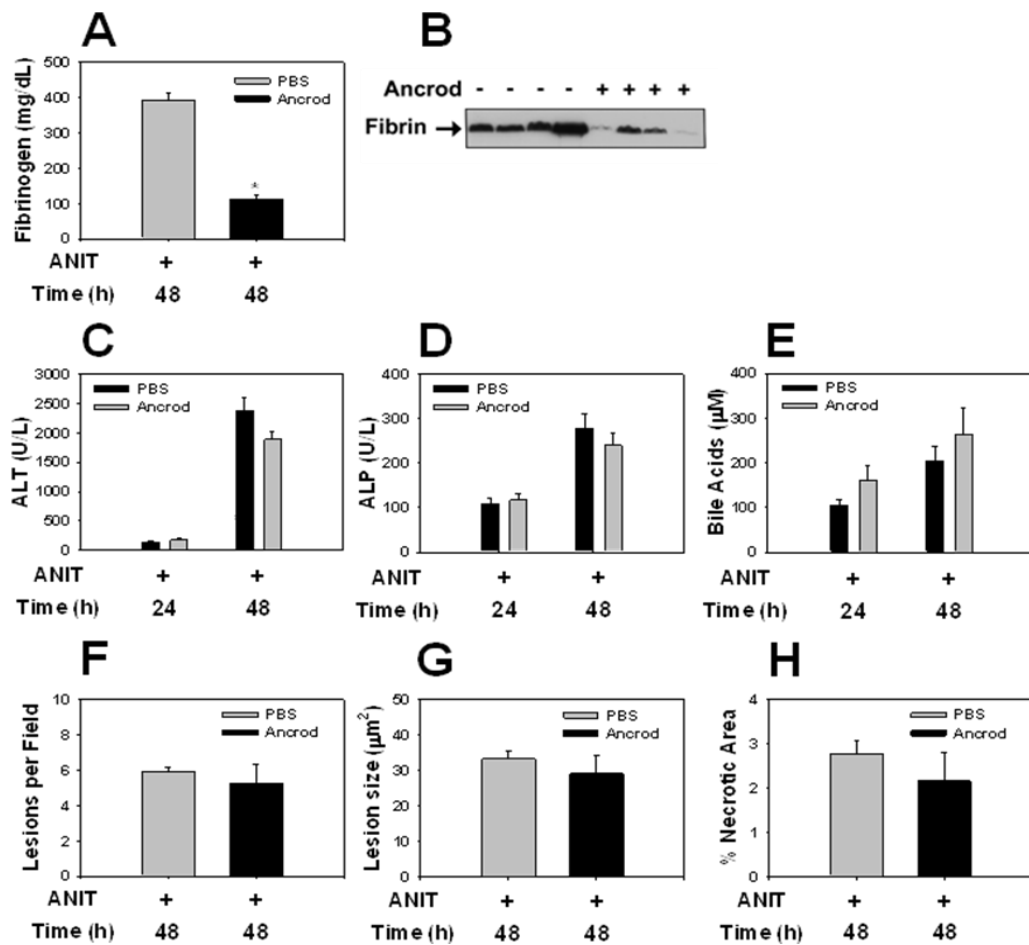 A
Fibrinogen (mg/dL)
500
400
300
200
100
0
PBS
Ancrod
*
ANIT + +
Time (h) 48 48
B
Ancrod - - - - + + + +
Fibrin →
C
ALT (U/L)
3000
2500
2000
1500
1000
500
0
PBS
Ancrod
ANIT + +
Time (h) 24 48
D
ALP (U/L)
400
300
200
100
0
PBS
Ancrod
ANIT + +
Time (h) 24 48
E
Bile Acids (μM)
400
300
200
100
0
PBS
Ancrod
ANIT + +
Time (h) 24 48
F
Lesions per Field
10
8
6
4
2
0
PBS
Ancrod
ANIT + +
Time (h) 48 48
G
Lesion size (μm²)
50
40
30
20
10
0
PBS
Ancrod
ANIT + +
Time (h) 48 48
H
% Necrotic Area
4
3
2
1
0
PBS
Ancrod
ANIT + +
Time (h) 48 48